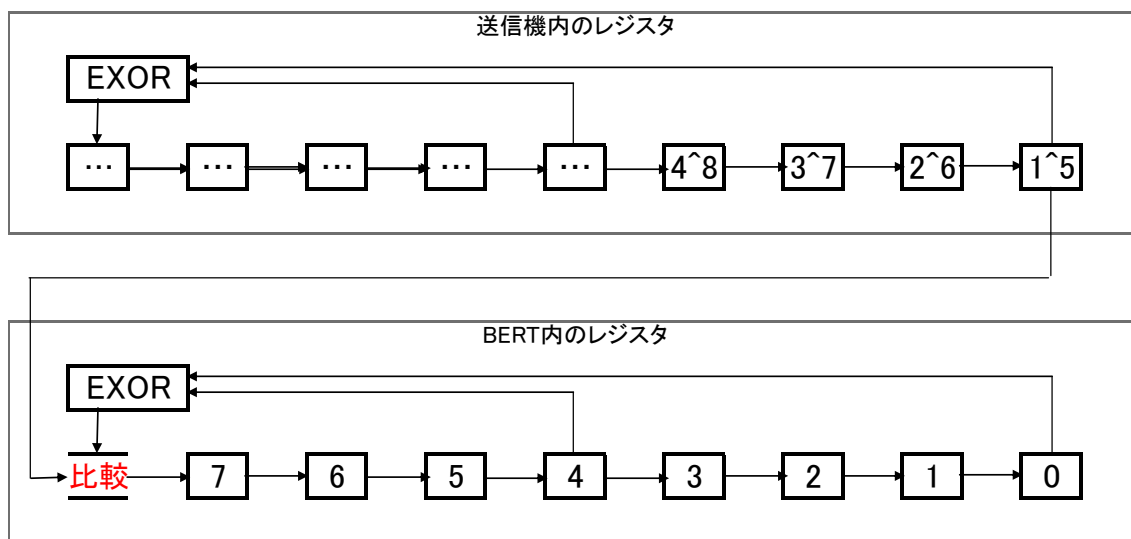 送信機内のレジスタ
EXOR
… … … … … 4^8 3^7 2^6 1^5
BERT内のレジスタ
EXOR
比較 7 6 5 4 3 2 1 0